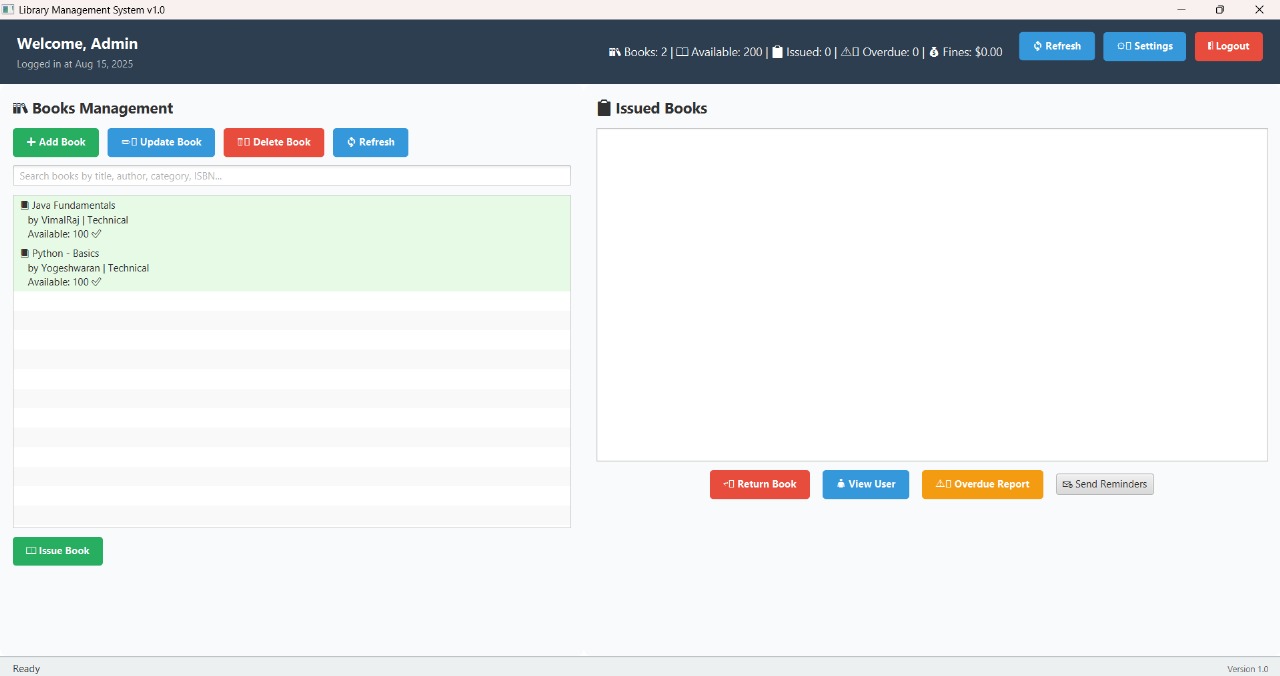 Library Management System v1.0
Welcome, Admin
Logged in at Aug 15, 2025
Books: 2 | Available: 200 | Issued: 0 | Overdue: 0 | Fines: $0.00
Refresh
Settings
Logout
Books Management
+ Add Book
Update Book
Delete Book
Refresh
Search books by title, author, category, ISBN...
Java Fundamentals
by VimalRaj | Technical
Available: 100
Python - Basics
by Yogeshwaran | Technical
Available: 100
Issue Book
Issued Books
Return Book
View User
Overdue Report
Send Reminders
Ready
Version 1.0